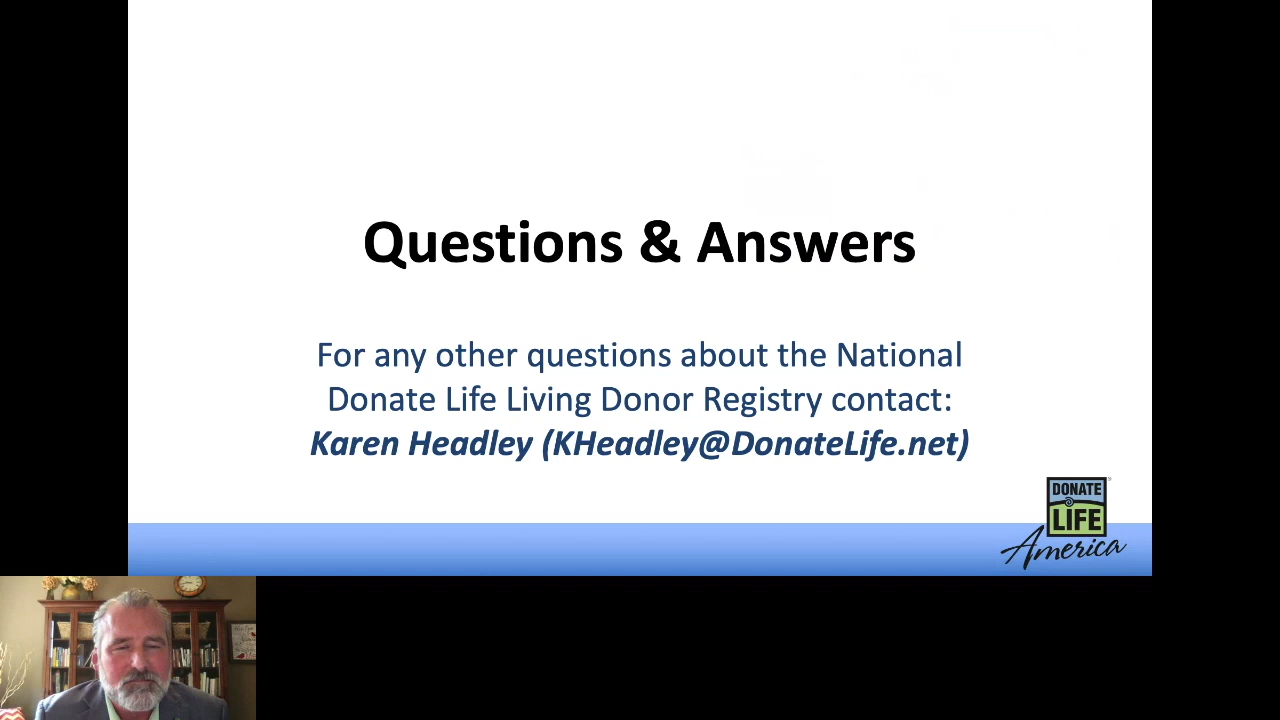 Questions & Answers
For any other questions about the National
Donate Life Living Donor Registry contact:
Karen Headley (KHeadley@DonateLife.net)
DONATE
LIFE
America